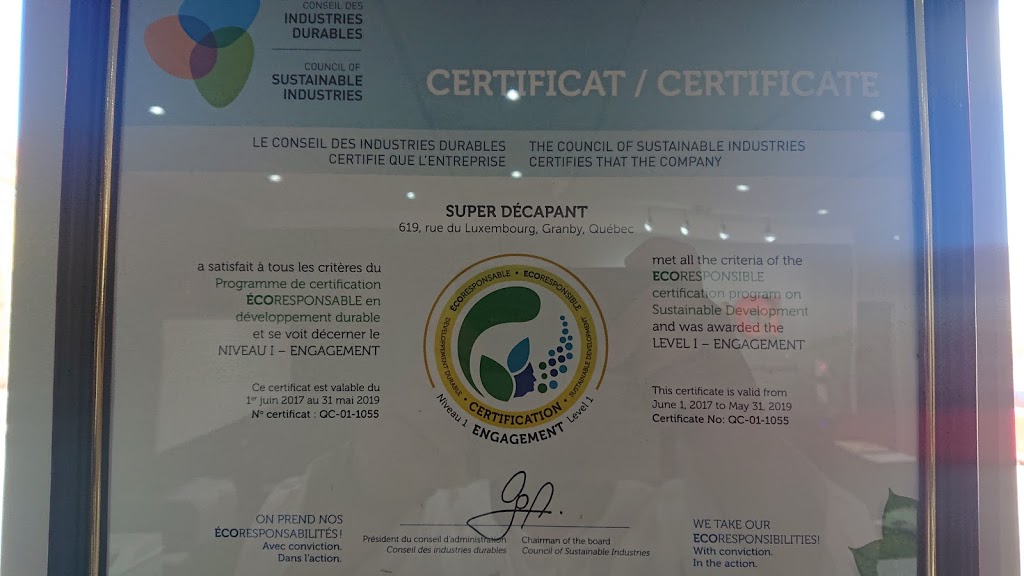 CONSEIL DES
INDUSTRIES
DURABLES
COUNCIL OF
SUSTAINABLE
INDUSTRIES
CERTIFICAT / CERTIFICATE
LE CONSEIL DES INDUSTRIES DURABLES
CERTIFIE QUE L'ENTREPRISE
THE COUNCIL OF SUSTAINABLE INDUSTRIES
CERTIFIES THAT THE COMPANY
SUPER DÉCAPANT
619, rue du Luxembourg, Granby, Québec
a satisfait à tous les critères du
Programme de certification
ÉCORESPONSABLE en
développement durable
et se voit décerner le
NIVEAU I – ENGAGEMENT
Ce certificat est valable du
1er juin 2017 au 31 mai 2019
No certificat : QC-01-1055
ÉCORESPONSABLE • ECORESPONSIBLE
DÉVELOPPEMENT DURABLE
SUSTAINABLE DEVELOPMENT
• CERTIFICATION •
Niveau 1 ENGAGEMENT Level 1
met all the criteria of the
ECORESPONSIBLE
certification program on
Sustainable Development
and was awarded the
LEVEL I – ENGAGEMENT
This certificate is valid from
June 1, 2017 to May 31, 2019
Certificate No: QC-01-1055
ON PREND NOS
ÉCORESPONSABILITÉS !
Avec conviction.
Dans l'action.
Président du conseil d'administration
Conseil des industries durables
Chairman of the board
Council of Sustainable Industries
WE TAKE OUR
ECORESPONSIBILITIES!
With conviction.
In the action.